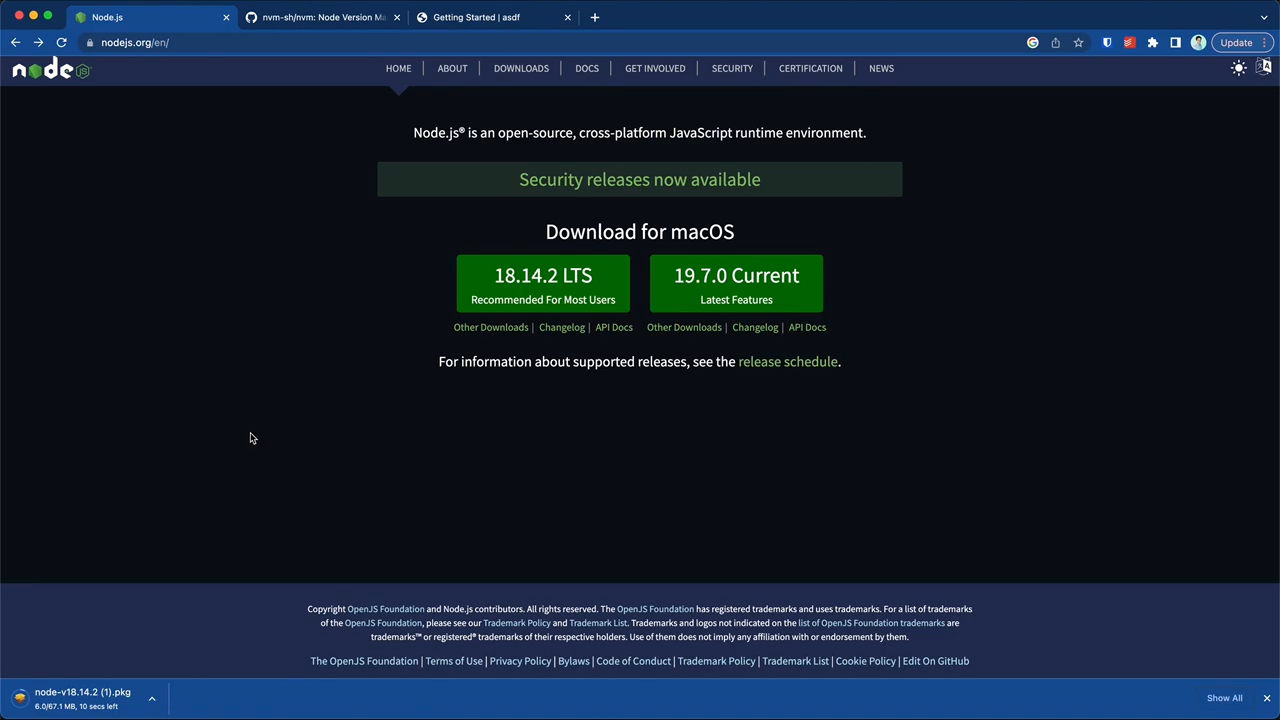 Node.js
nvm-sh/nvm: Node Version Ma
Getting Started | asdf
nodejs.org/en/
Update
node JS
HOME
ABOUT
DOWNLOADS
DOCS
GET INVOLVED
SECURITY
CERTIFICATION
NEWS
Node.js® is an open-source, cross-platform JavaScript runtime environment.
Security releases now available
Download for macOS
18.14.2 LTS
Recommended For Most Users
19.7.0 Current
Latest Features
Other Downloads | Changelog | API Docs
Other Downloads | Changelog | API Docs
For information about supported releases, see the release schedule.
Copyright OpenJS Foundation and Node.js contributors. All rights reserved. The OpenJS Foundation has registered trademarks and uses trademarks. For a list of trademarks
of the OpenJS Foundation, please see our Trademark Policy and Trademark List. Trademarks and logos not indicated on the list of OpenJS Foundation trademarks are
trademarks™ or registered® trademarks of their respective holders. Use of them does not imply any affiliation with or endorsement by them.
The OpenJS Foundation | Terms of Use | Privacy Policy | Bylaws | Code of Conduct | Trademark Policy | Trademark List | Cookie Policy | Edit On GitHub
node-v18.14.2 (1).pkg
6.0/67.1 MB, 10 secs left
Show All